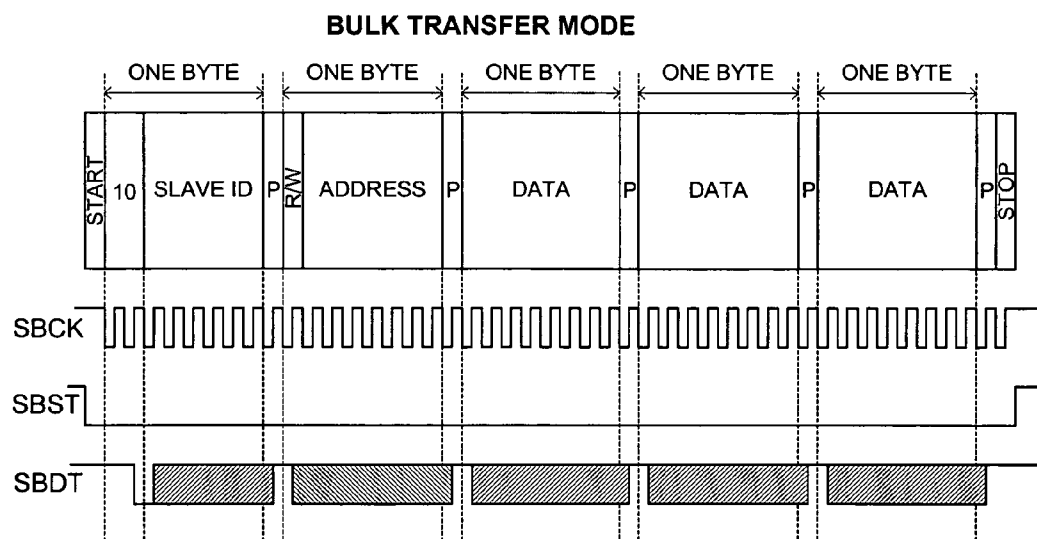 BULK TRANSFER MODE
ONE BYTE ONE BYTE ONE BYTE ONE BYTE ONE BYTE
START 10 SLAVE ID P R/W ADDRESS P DATA P DATA P DATA P STOP
SBCK
SBST
SBDT